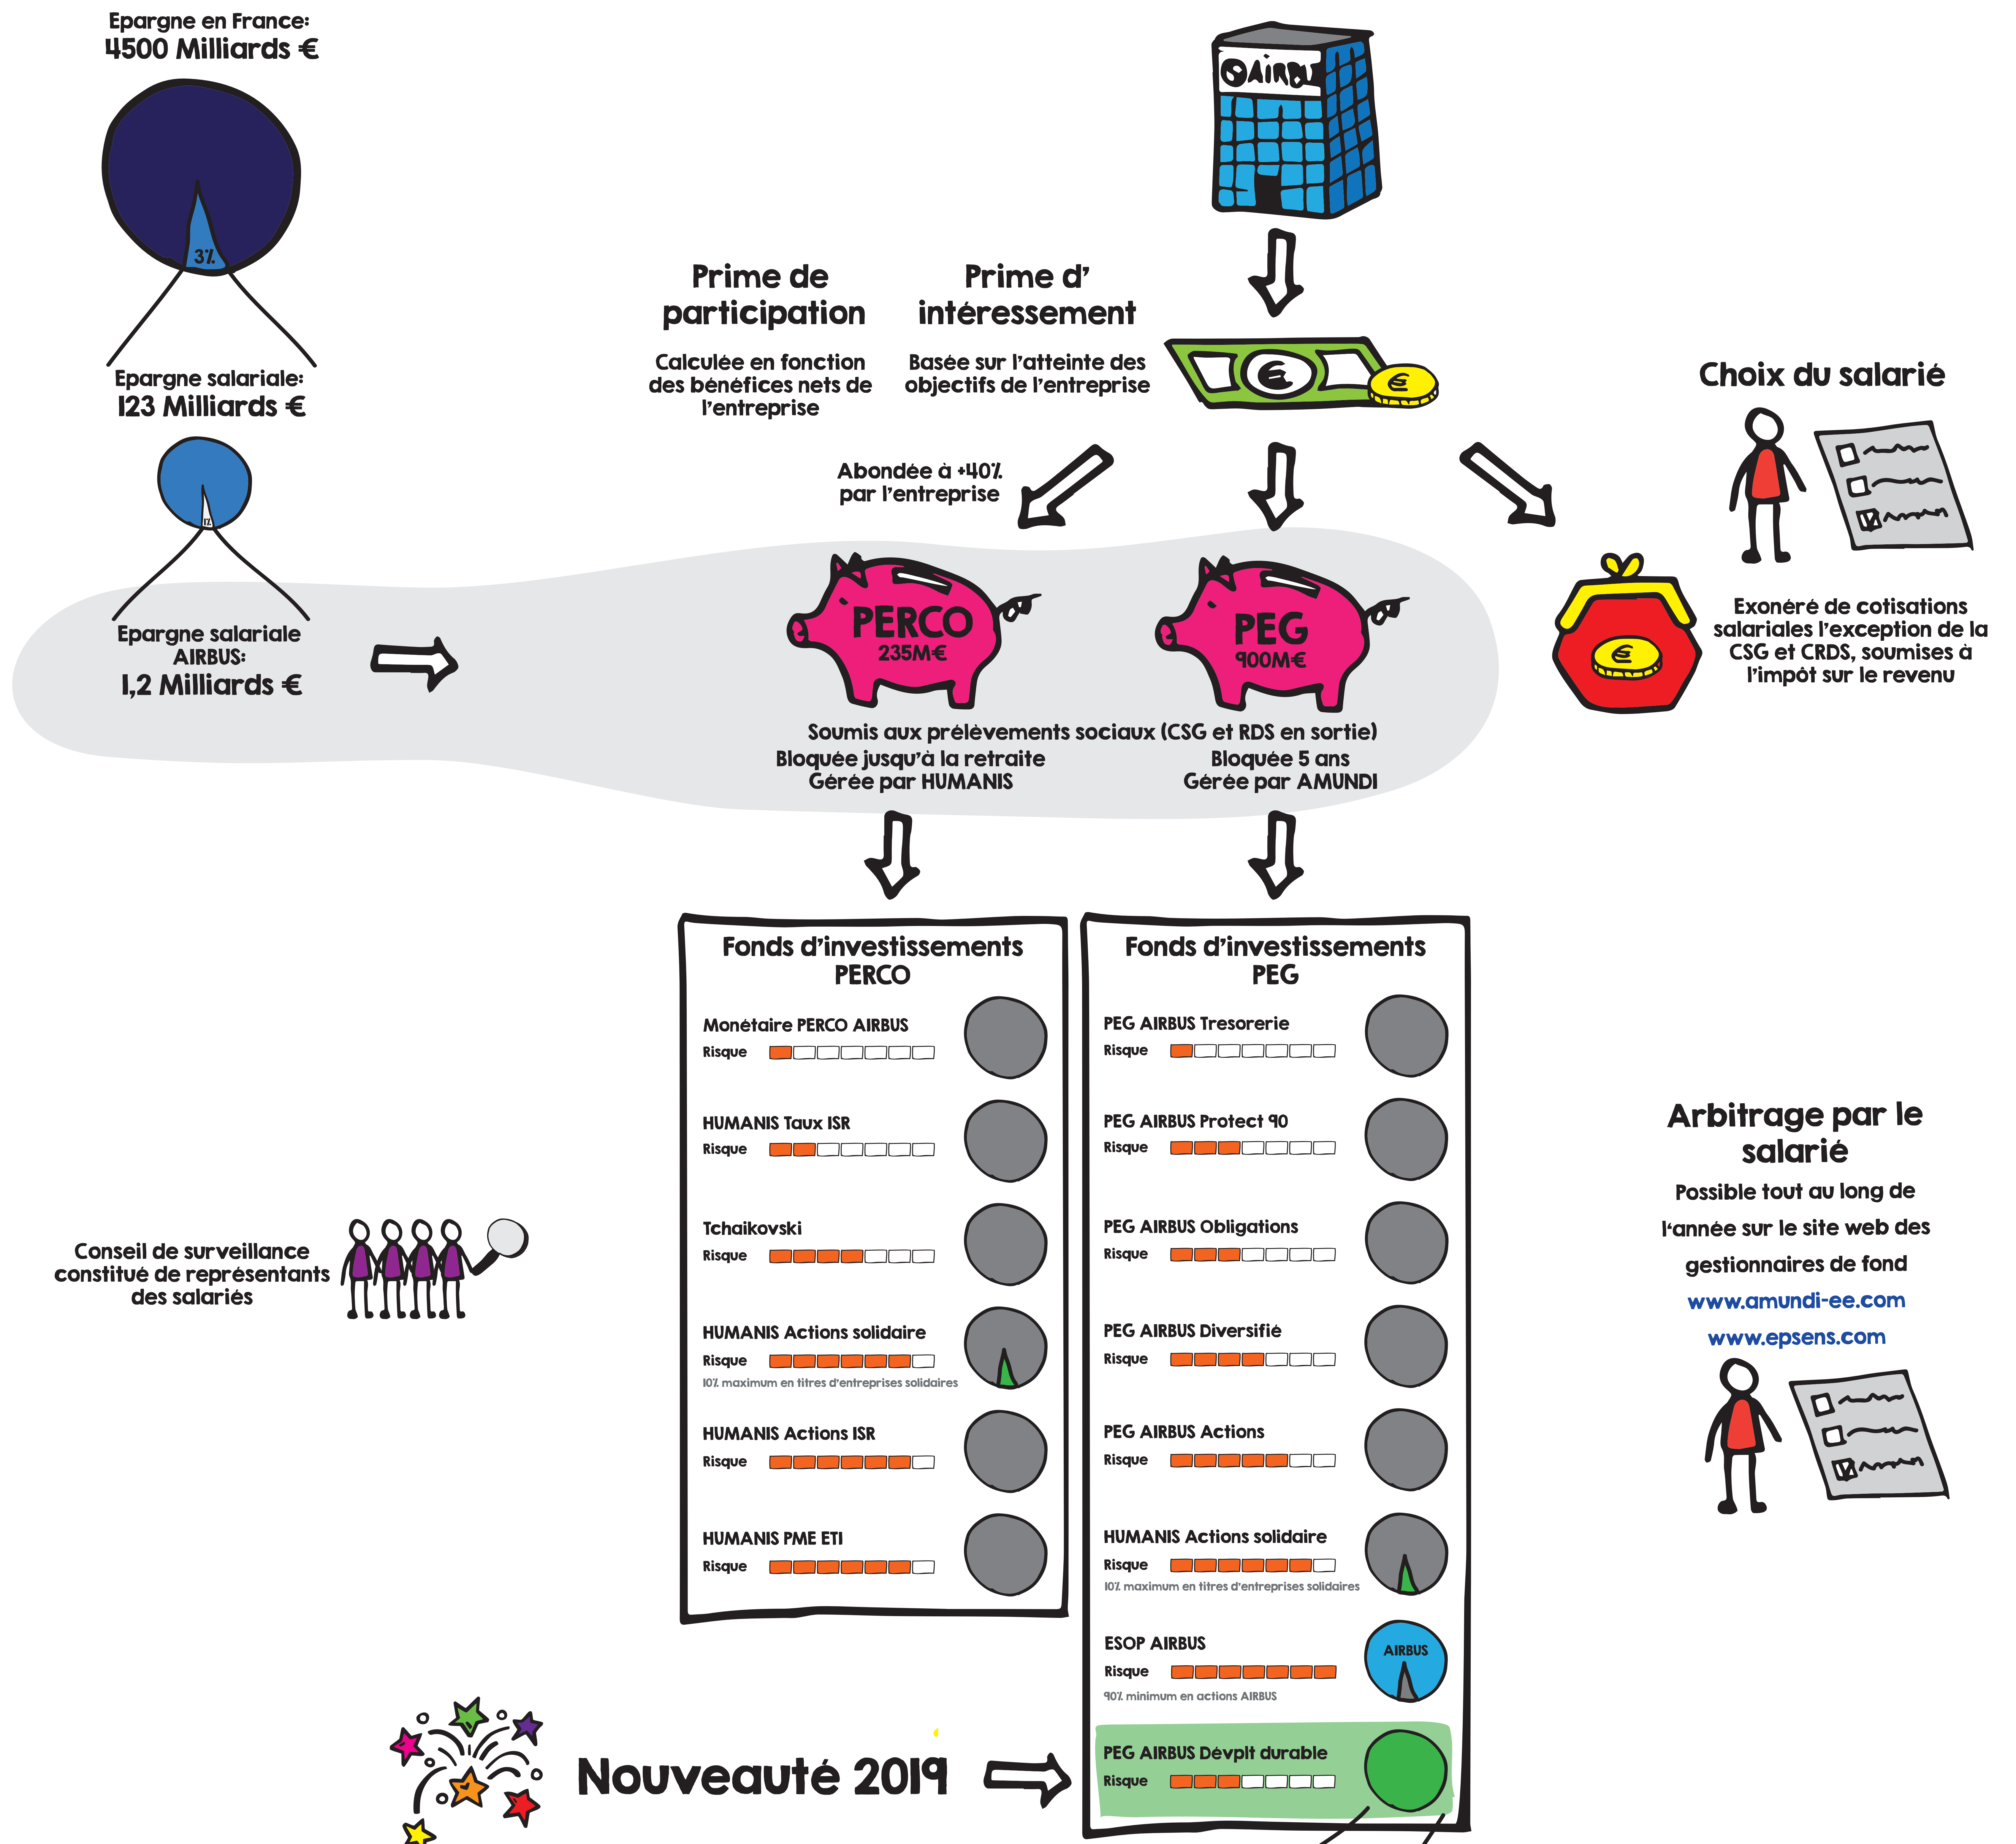 Epargne en France:
4500 Milliards €
3%
Epargne salariale:
123 Milliards €
1%
Epargne salariale
AIRBUS:
1,2 Milliards €
AIRBU
Prime de
participation
Calculée en fonction
des bénéfices nets de
l'entreprise
Prime d'
intéressement
Basée sur l'atteinte des
objectifs de l'entreprise
€
€
Abondée à +40%
par l'entreprise
Choix du salarié
€
Exonéré de cotisations
salariales l'exception de la
CSG et CRDS, soumises à
l'impôt sur le revenu
PERCO
235M€
PEG
900M€
Soumis aux prélèvements sociaux (CSG et RDS en sortie)
Bloquée jusqu'à la retraite
Gérée par HUMANIS
Bloquée 5 ans
Gérée par AMUNDI
Fonds d'investissements
PERCO
Monétaire PERCO AIRBUS
Risque
HUMANIS Taux ISR
Risque
Tchaikovski
Risque
HUMANIS Actions solidaire
Risque
10% maximum en titres d'entreprises solidaires
HUMANIS Actions ISR
Risque
HUMANIS PME ETI
Risque
Fonds d'investissements
PEG
PEG AIRBUS Tresorerie
Risque
PEG AIRBUS Protect 90
Risque
PEG AIRBUS Obligations
Risque
PEG AIRBUS Diversifié
Risque
PEG AIRBUS Actions
Risque
HUMANIS Actions solidaire
Risque
10% maximum en titres d'entreprises solidaires
ESOP AIRBUS
Risque
90% minimum en actions AIRBUS
AIRBUS
PEG AIRBUS Dévplt durable
Risque
Conseil de surveillance
constitué de représentants
des salariés
Arbitrage par le
salarié
Possible tout au long de
l'année sur le site web des
gestionnaires de fond
www.amundi-ee.com
www.epsens.com
Nouveauté 2019